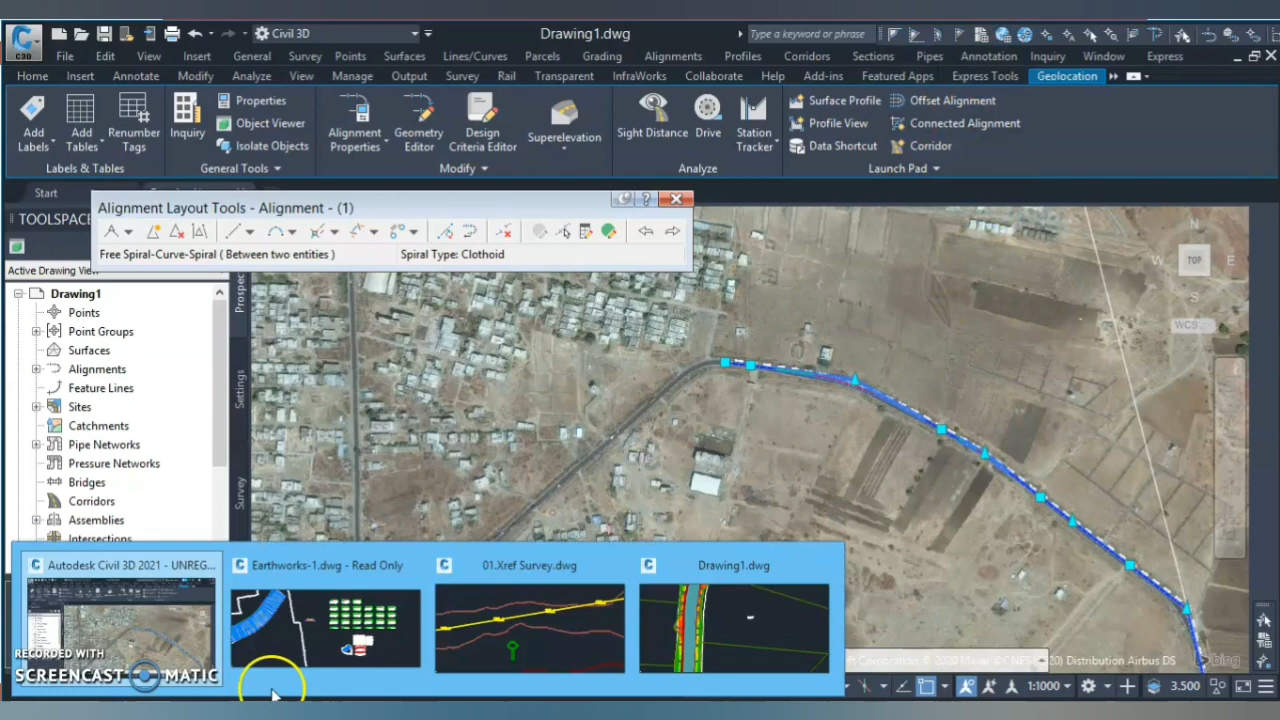 C3D
Civil 3D
Drawing1.dwg
Type a keyword or phrase
File Edit View Insert General Survey Points Surfaces Lines/Curves Parcels Grading Alignments Profiles Corridors Sections Pipes Annotation Inquiry Window Express
Home Insert Annotate Modify Analyze View Manage Output Survey Rail Transparent InfraWorks Collaborate Help Add-ins Featured Apps Express Tools Geolocation
Add Labels
Add Tables
Renumber Tags
Labels & Tables
Inquiry
Properties
Object Viewer
Isolate Objects
General Tools
Alignment Properties
Geometry Editor
Design Criteria Editor
Superelevation
Modify
Sight Distance
Drive
Station Tracker
Analyze
Surface Profile
Profile View
Data Shortcut
Offset Alignment
Connected Alignment
Corridor
Launch Pad
Start
TOOLSPACE
Alignment Layout Tools - Alignment - (1)
Free Spiral-Curve-Spiral ( Between two entities )
Spiral Type: Clothoid
Active Drawing View
Drawing1
Points
Point Groups
Surfaces
Alignments
Feature Lines
Sites
Catchments
Pipe Networks
Pressure Networks
Bridges
Corridors
Assemblies
Intersections
Prospec
Settings
Survey
N
W
TOP
E
S
WCS
Autodesk Civil 3D 2021 - UNREG...
Earthworks-1.dwg - Read Only
01.Xref Survey.dwg
Drawing1.dwg
RECORDED WITH
SCREENCAST MATIC
Distribution Airbus DS
bing
1:1000
3.500